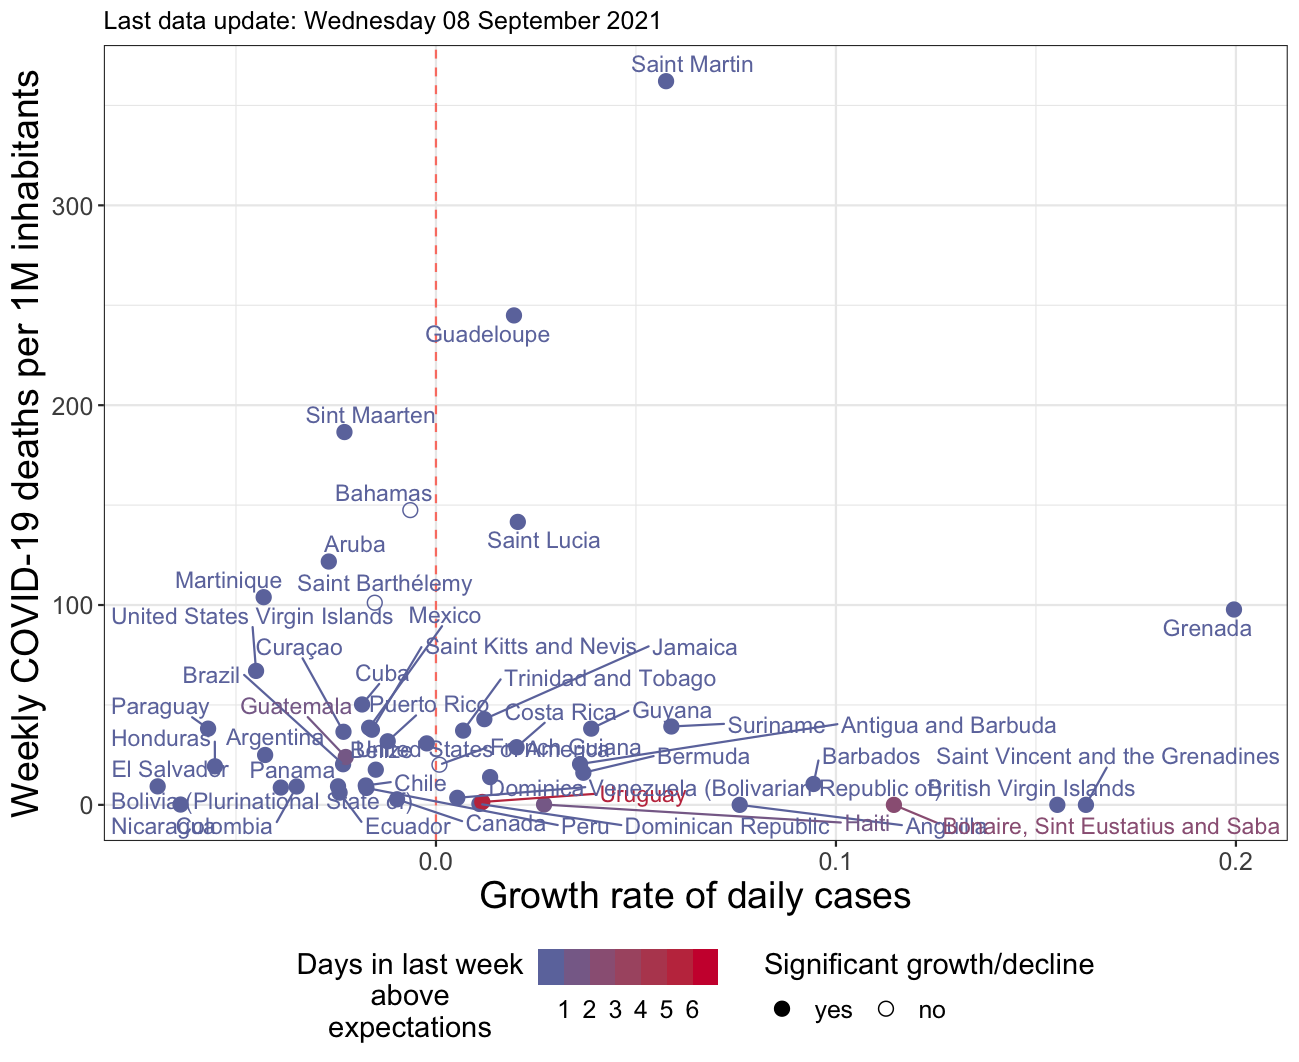 Last data update: Wednesday 08 September 2021
Weekly COVID-19 deaths per 1M inhabitants
300
200
100
0
Saint Martin
Guadeloupe
Sint Maarten
Bahamas
Saint Lucia
Aruba
Martinique
Saint Barthélemy
United States Virgin Islands
Mexico
Grenada
Curaçao
Saint Kitts and Nevis
Jamaica
Brazil
Cuba
Trinidad and Tobago
Paraguay
Guatemala
Puerto Rico
Costa Rica
Guyana
Suriname
Antigua and Barbuda
Honduras
Argentina
Belize
United States of America
French Guiana
Bermuda
Barbados
Saint Vincent and the Grenadines
El Salvador
Panama
Chile
Dominica
Venezuela (Bolivarian Republic of)
British Virgin Islands
Uruguay
Bolivia (Plurinational State of)
Nicaragua
Colombia
Ecuador
Canada
Peru
Dominican Republic
Haiti
Anguilla
Bonaire, Sint Eustatius and Saba
0.0
0.1
0.2
Growth rate of daily cases
Days in last week
above
expectations
1 2 3 4 5 6
Significant growth/decline
yes
no